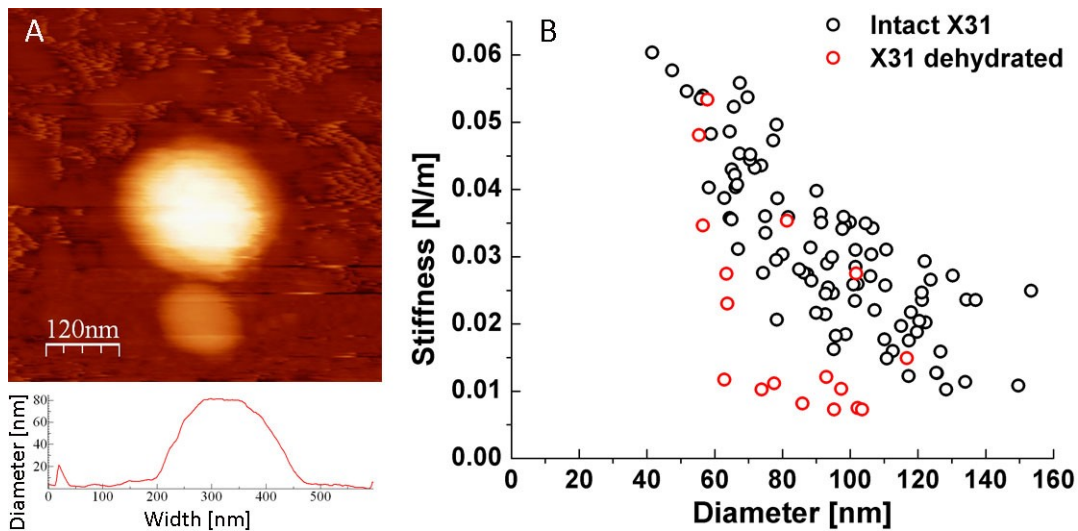 A
120nm
Diameter [nm]
80
60
40
20
0 100 200 300 400 500
Width [nm]
B
Intact X31
X31 dehydrated
Stiffness [N/m]
0.06
0.05
0.04
0.03
0.02
0.01
0.00
0 20 40 60 80 100 120 140 160
Diameter [nm]